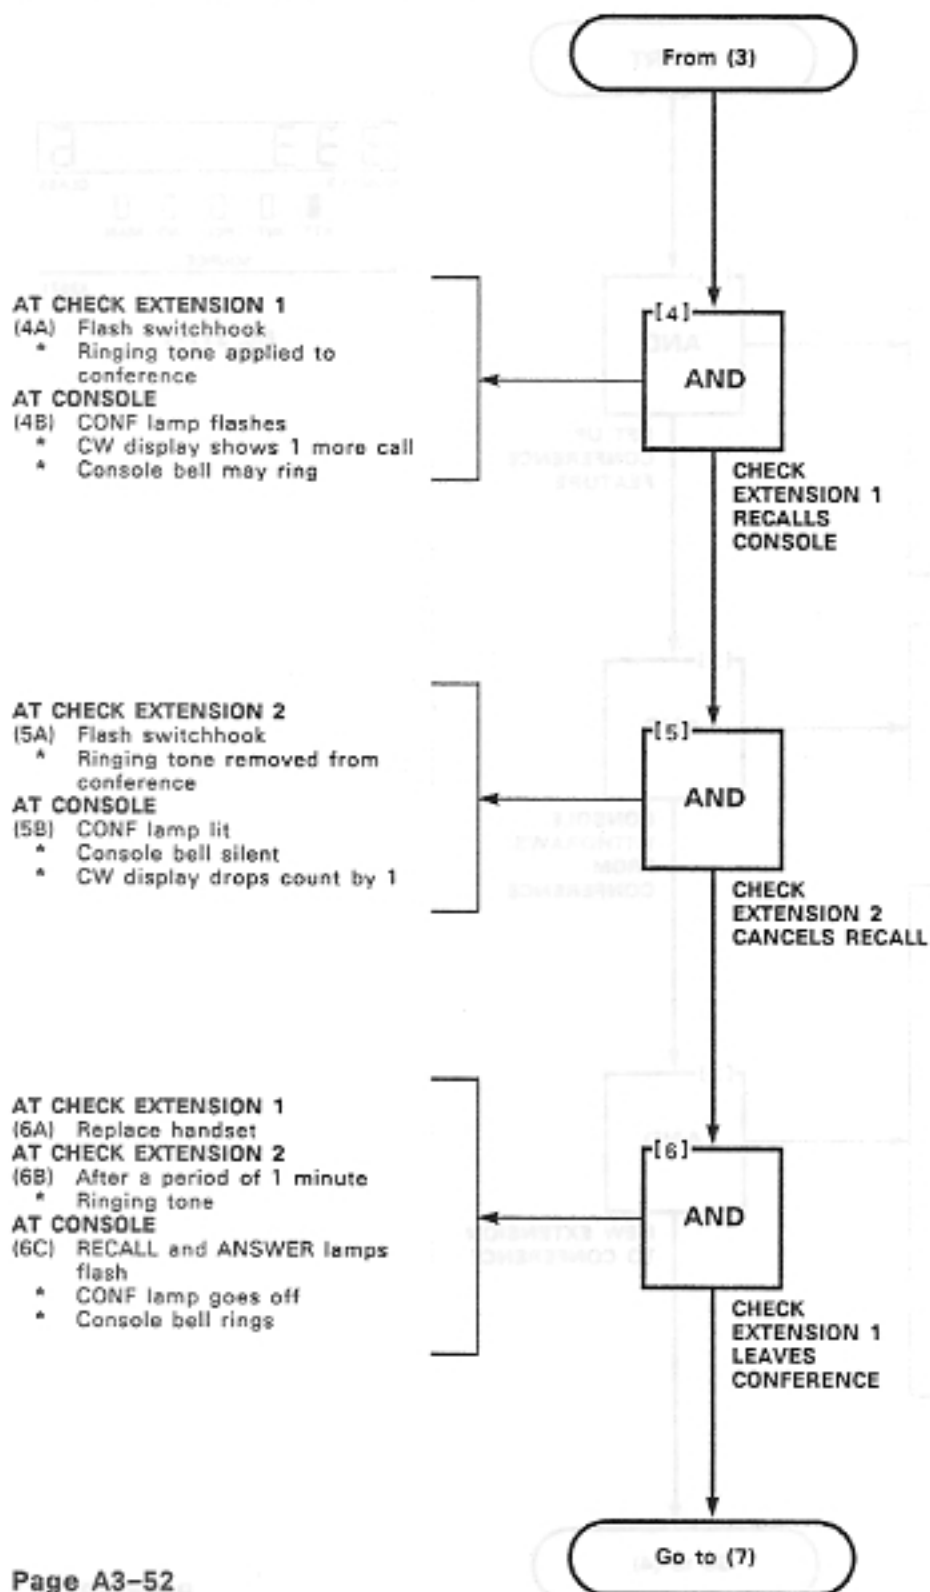 From (3)
AT CHECK EXTENSION 1
(4A) Flash switchhook
* Ringing tone applied to
conference
AT CONSOLE
(4B) CONF lamp flashes
* CW display shows 1 more call
* Console bell may ring
[4]
AND
CHECK
EXTENSION 1
RECALLS
CONSOLE
AT CHECK EXTENSION 2
(5A) Flash switchhook
* Ringing tone removed from
conference
AT CONSOLE
(5B) CONF lamp lit
* Console bell silent
* CW display drops count by 1
[5]
AND
CHECK
EXTENSION 2
CANCELS RECALL
AT CHECK EXTENSION 1
(6A) Replace handset
AT CHECK EXTENSION 2
(6B) After a period of 1 minute
* Ringing tone
AT CONSOLE
(6C) RECALL and ANSWER lamps
flash
* CONF lamp goes off
* Console bell rings
[6]
AND
CHECK
EXTENSION 1
LEAVES
CONFERENCE
Go to (7)
Page A3–52